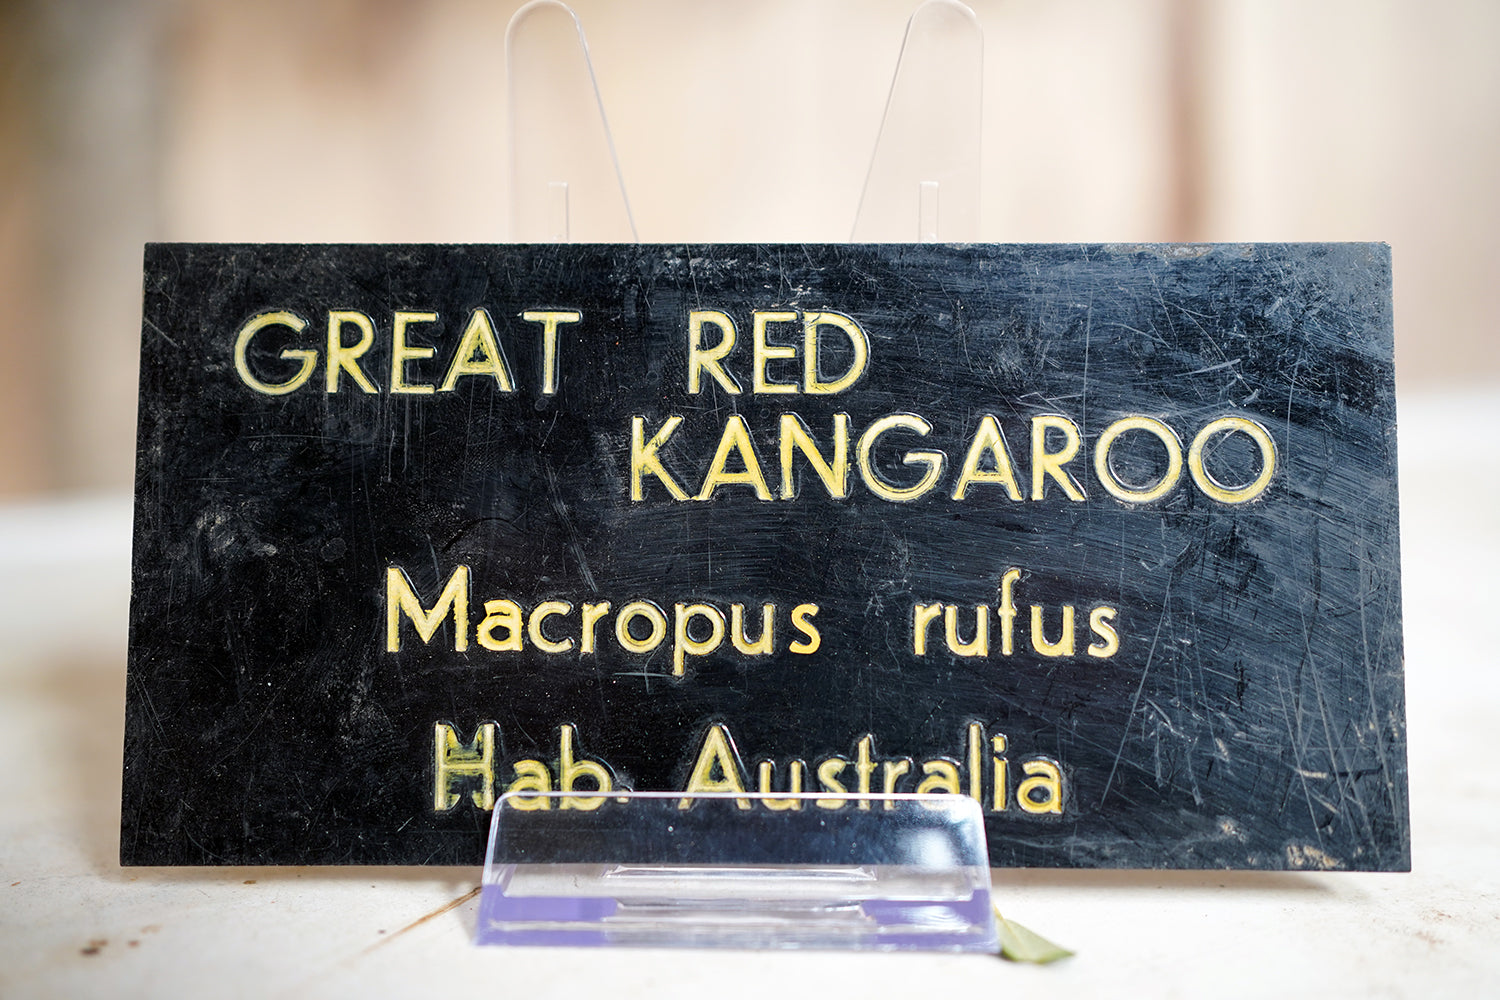 GREAT RED
KANGAROO
Macropus rufus
Hab. Australia